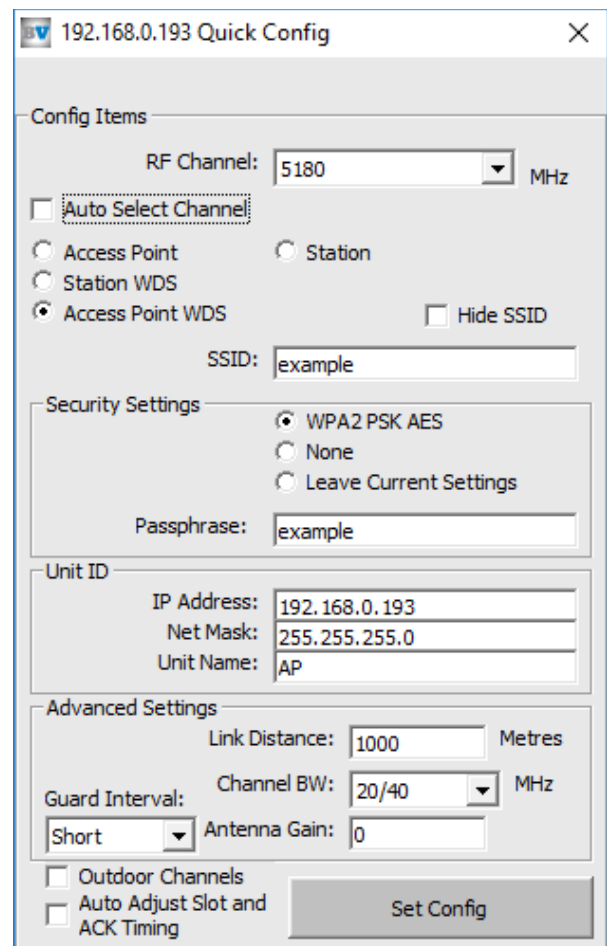 BV 192.168.0.193 Quick Config
Config Items
RF Channel: 5180 MHz
Auto Select Channel
Access Point Station
Station WDS
Access Point WDS Hide SSID
SSID: example
Security Settings
WPA2 PSK AES
None
Leave Current Settings
Passphrase: example
Unit ID
IP Address: 192.168.0.193
Net Mask: 255.255.255.0
Unit Name: AP
Advanced Settings
Link Distance: 1000 Metres
Channel BW: 20/40 MHz
Guard Interval:
Short Antenna Gain: 0
Outdoor Channels
Auto Adjust Slot and
ACK Timing
Set Config